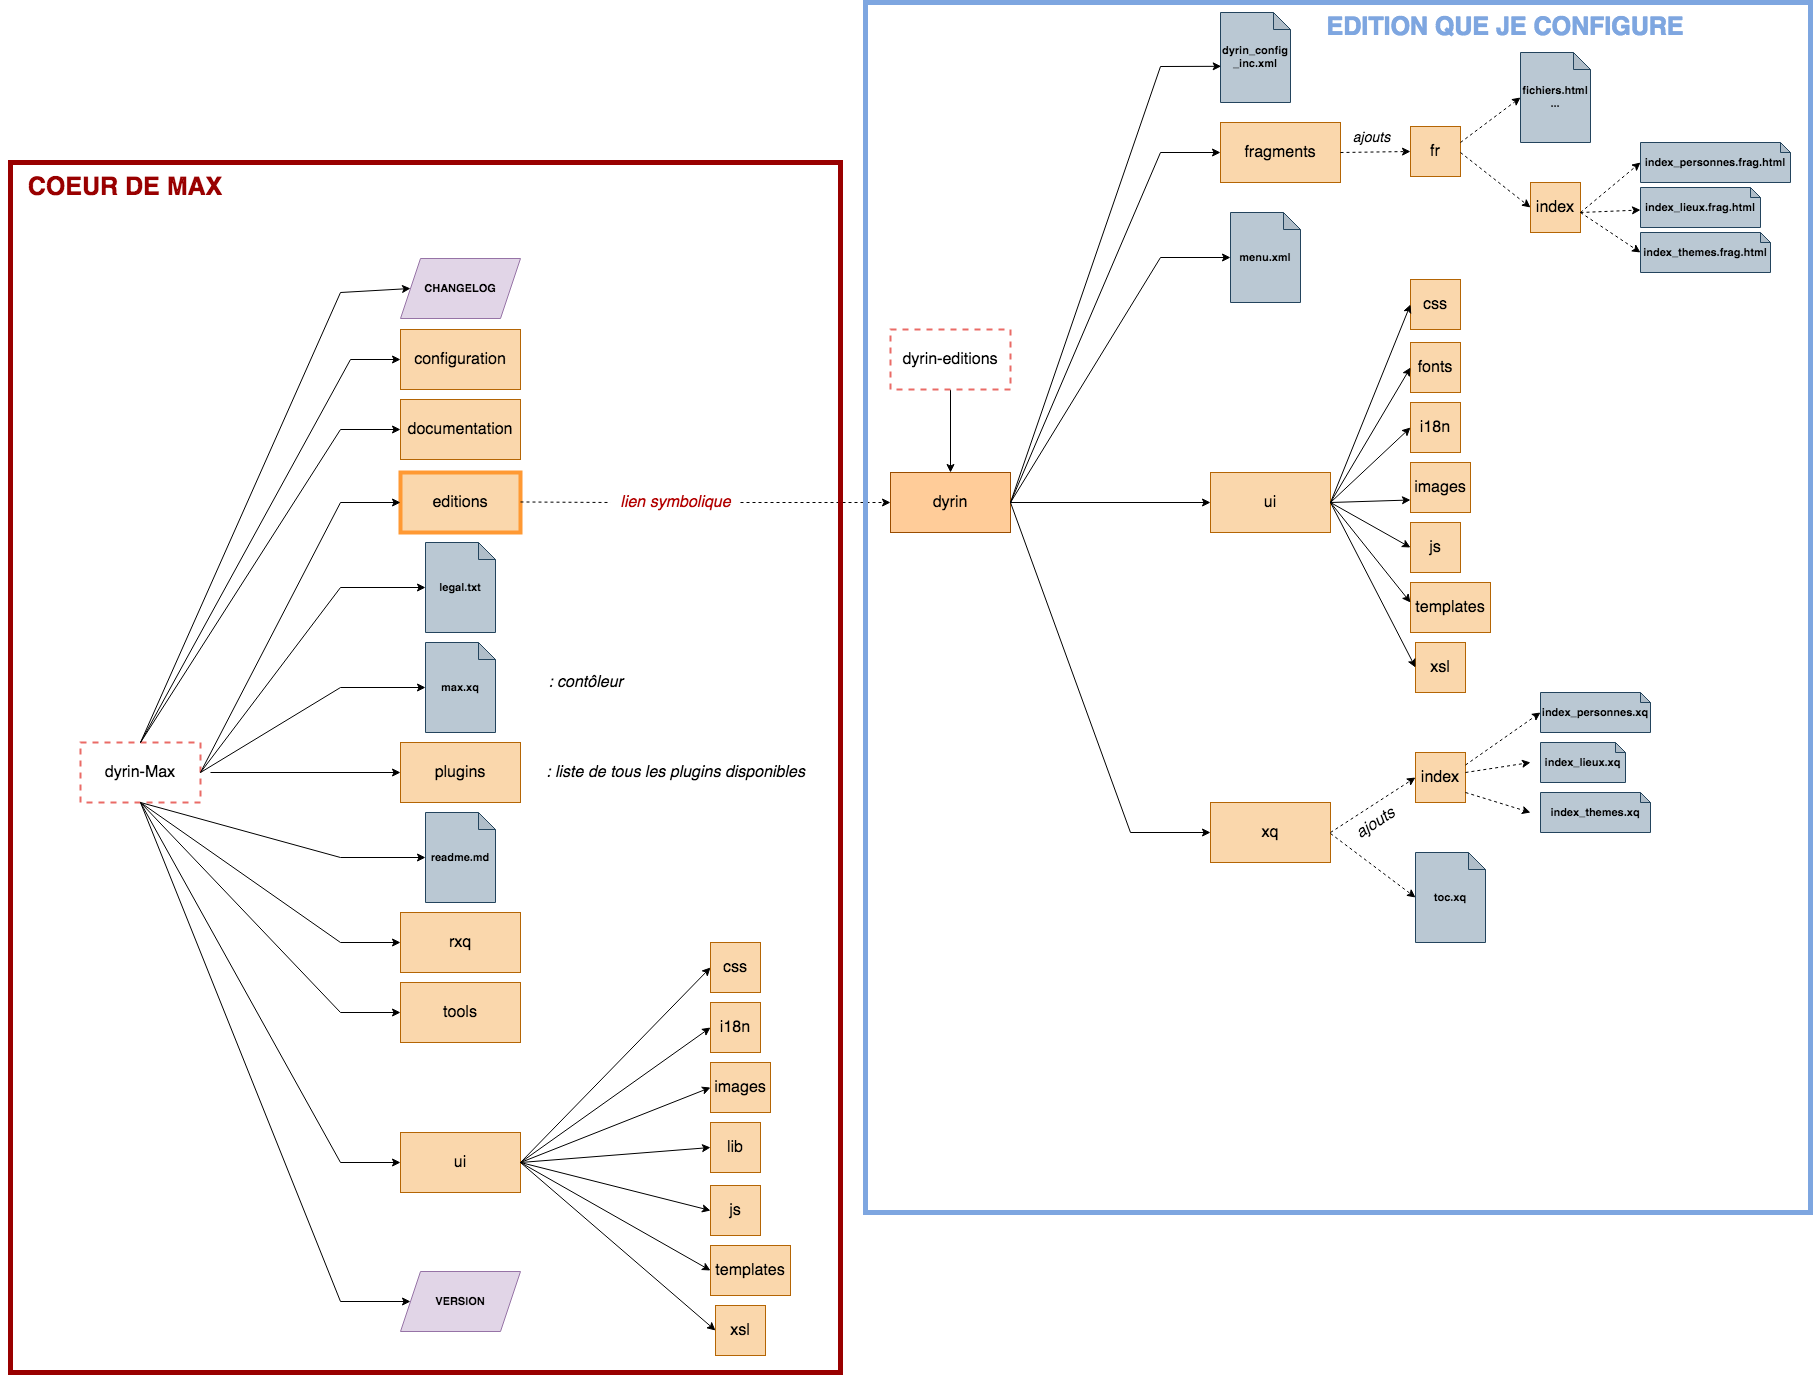 COEUR DE MAX
CHANGELOG
configuration
documentation
editions
lien symbolique
legal.txt
max.xq
: contôleur
dyrin-Max
plugins
: liste de tous les plugins disponibles
readme.md
rxq
tools
ui
css
i18n
images
lib
js
templates
xsl
VERSION
EDITION QUE JE CONFIGURE
dyrin_config
_inc.xml
fragments
ajouts
fr
fichiers.html
...
index
index_personnes.frag.html
index_lieux.frag.html
index_themes.frag.html
menu.xml
dyrin-editions
dyrin
ui
css
fonts
i18n
images
js
templates
xsl
xq
ajouts
index
index_personnes.xq
index_lieux.xq
index_themes.xq
toc.xq